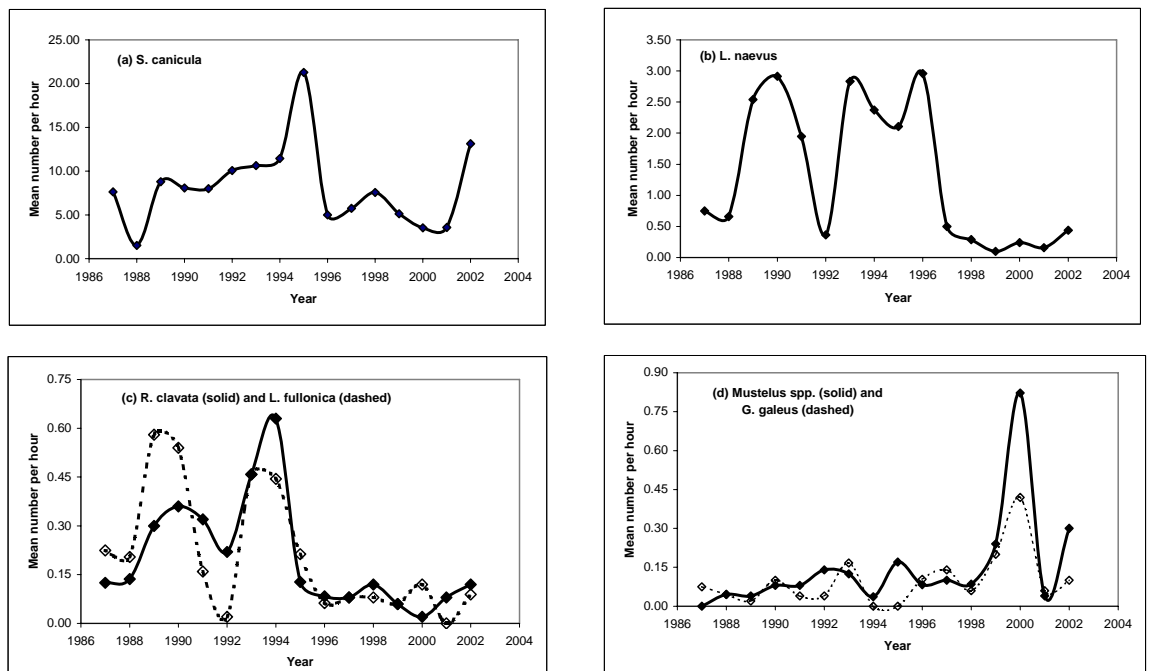 (a) S. canicula
Mean number per hour
25.00
20.00
15.00
10.00
5.00
0.00
1986 1988 1990 1992 1994 1996 1998 2000 2002 2004
Year
(b) L. naevus
Mean number per hour
3.50
3.00
2.50
2.00
1.50
1.00
0.50
0.00
1986 1988 1990 1992 1994 1996 1998 2000 2002 2004
Year
(c) R. clavata (solid) and L. fullonica (dashed)
Mean number per hour
0.75
0.60
0.45
0.30
0.15
0.00
1986 1988 1990 1992 1994 1996 1998 2000 2002 2004
Year
(d) Mustelus spp. (solid) and
G. galeus (dashed)
Mean number per hour
0.90
0.75
0.60
0.45
0.30
0.15
0.00
1986 1988 1990 1992 1994 1996 1998 2000 2002 2004
Year